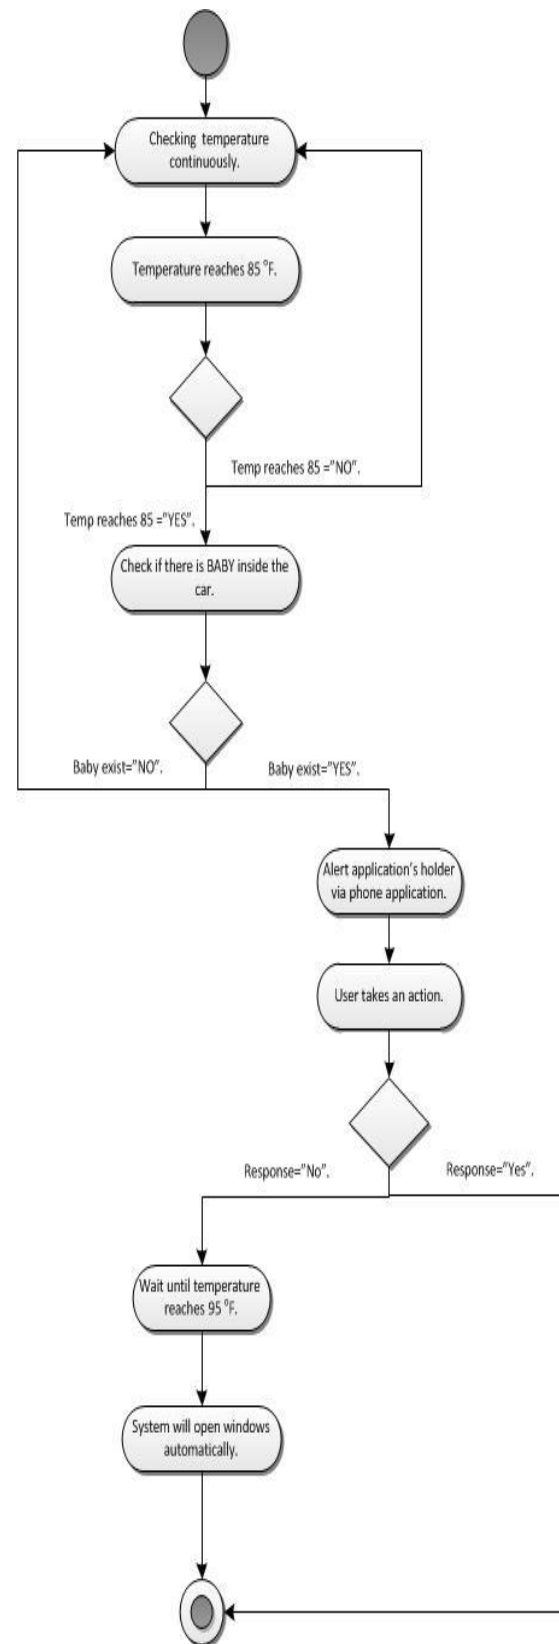 Checking temperature
continuously.
Temperature reaches 85 °F.
Temp reaches 85 ="NO".
Temp reaches 85 ="YES".
Check if there is BABY inside the
car.
Baby exist="NO".
Baby exist="YES".
Alert application's holder
via phone application.
User takes an action.
Response="No".
Response="Yes".
Wait until temperature
reaches 95 °F.
System will open windows
automatically.